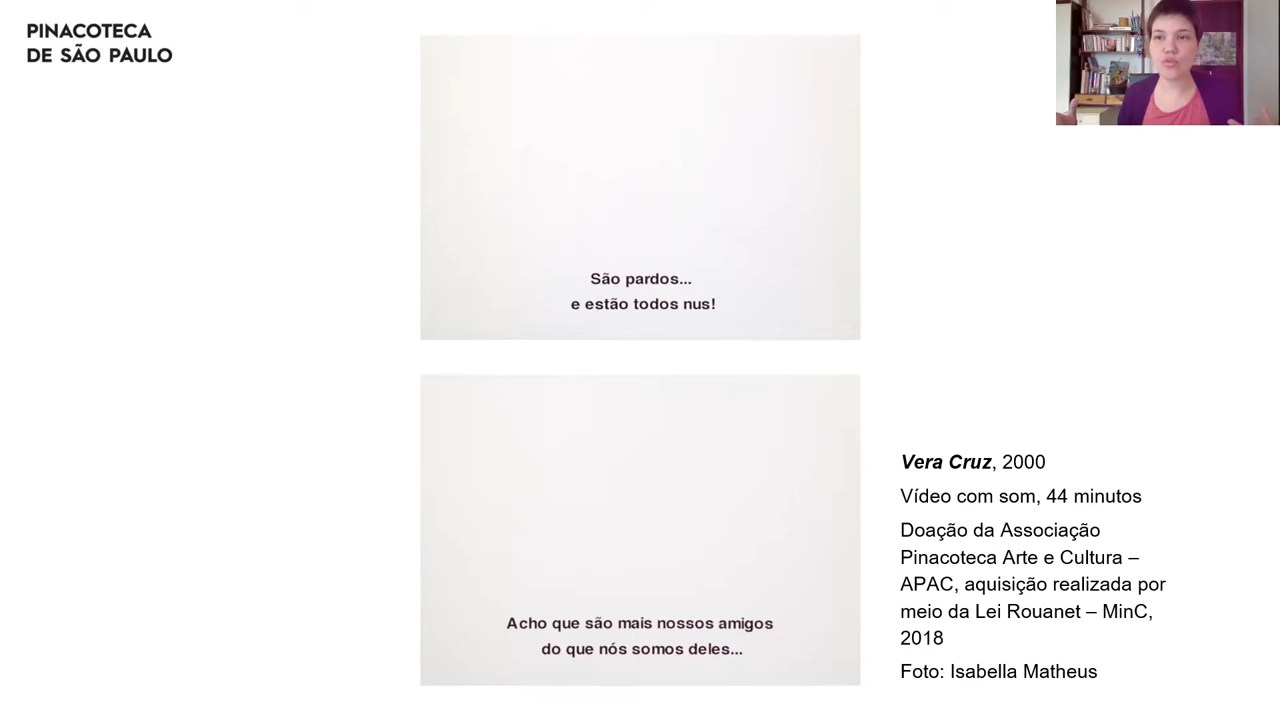 PINACOTECA
DE SÃO PAULO
São pardos...
e estão todos nus!
Acho que são mais nossos amigos
do que nós somos deles...
Vera Cruz, 2000
Vídeo com som, 44 minutos
Doação da Associação
Pinacoteca Arte e Cultura –
APAC, aquisição realizada por
meio da Lei Rouanet – MinC,
2018
Foto: Isabella Matheus